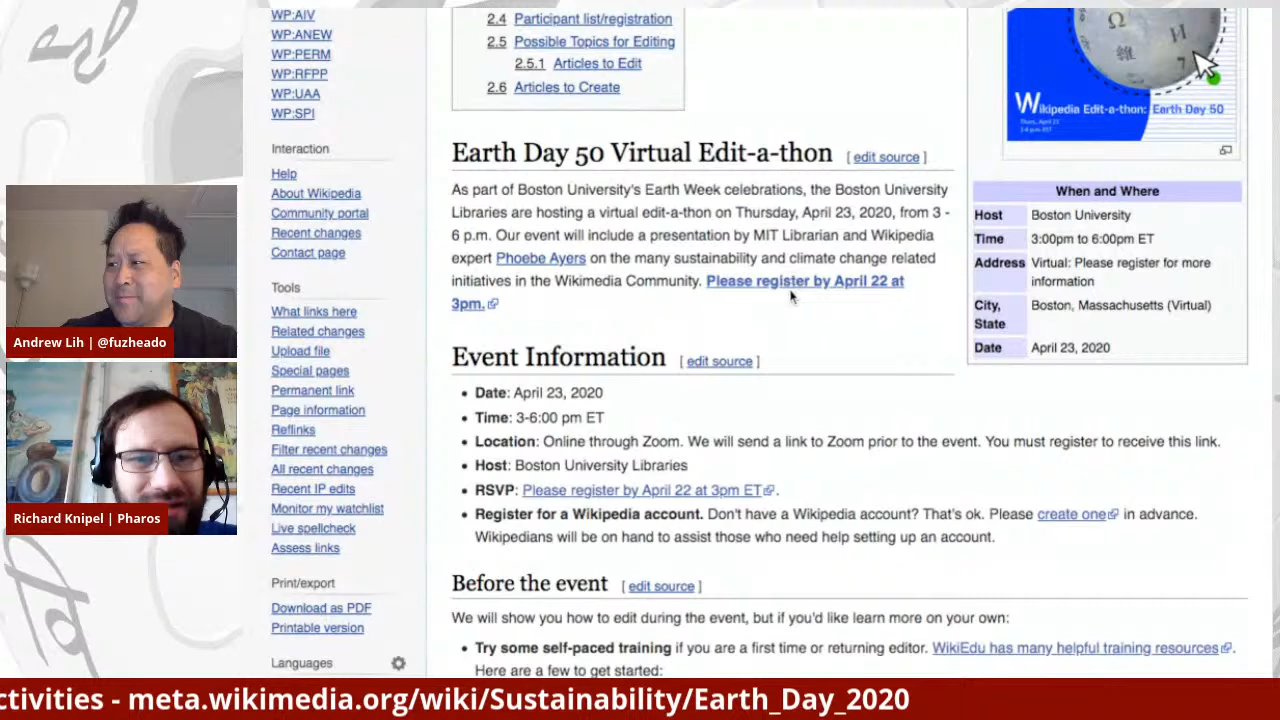 WP:AIV
WP:ANEW
WP:PERM
WP:RFPP
WP:UAA
WP:SPI
Interaction
Help
About Wikipedia
Community portal
Recent changes
Contact page
Tools
What links here
Related changes
Upload file
Special pages
Permanent link
Page information
Reflinks
Filter recent changes
All recent changes
Recent IP edits
Monitor my watchlist
Live spellcheck
Assess links
Print/export
Download as PDF
Printable version
Languages
Andrew Lih | @fuzheado
Richard Knipel | Pharos
2.4 Participant list/registration
2.5 Possible Topics for Editing
2.5.1 Articles to Edit
2.6 Articles to Create
Earth Day 50 Virtual Edit-a-thon [ edit source ]
As part of Boston University's Earth Week celebrations, the Boston University
Libraries are hosting a virtual edit-a-thon on Thursday, April 23, 2020, from 3 -
6 p.m. Our event will include a presentation by MIT Librarian and Wikipedia
expert Phoebe Ayers on the many sustainability and climate change related
initiatives in the Wikimedia Community. Please register by April 22 at
3pm.
Ω
И
維
7
Wikipedia Edit-a-thon: Earth Day 50
When and Where
Host Boston University
Time 3:00pm to 6:00pm ET
Address Virtual: Please register for more
information
City, State Boston, Massachusetts (Virtual)
Date April 23, 2020
Event Information [ edit source ]
• Date: April 23, 2020
• Time: 3-6:00 pm ET
• Location: Online through Zoom. We will send a link to Zoom prior to the event. You must register to receive this link.
• Host: Boston University Libraries
• RSVP: Please register by April 22 at 3pm ET.
• Register for a Wikipedia account. Don't have a Wikipedia account? That's ok. Please create one in advance.
Wikipedians will be on hand to assist those who need help setting up an account.
Before the event [ edit source ]
We will show you how to edit during the event, but if you'd like learn more on your own:
• Try some self-paced training if you are a first time or returning editor. WikiEdu has many helpful training resources.
Here are a few to get started:
ctivities - meta.wikimedia.org/wiki/Sustainability/Earth_Day_2020